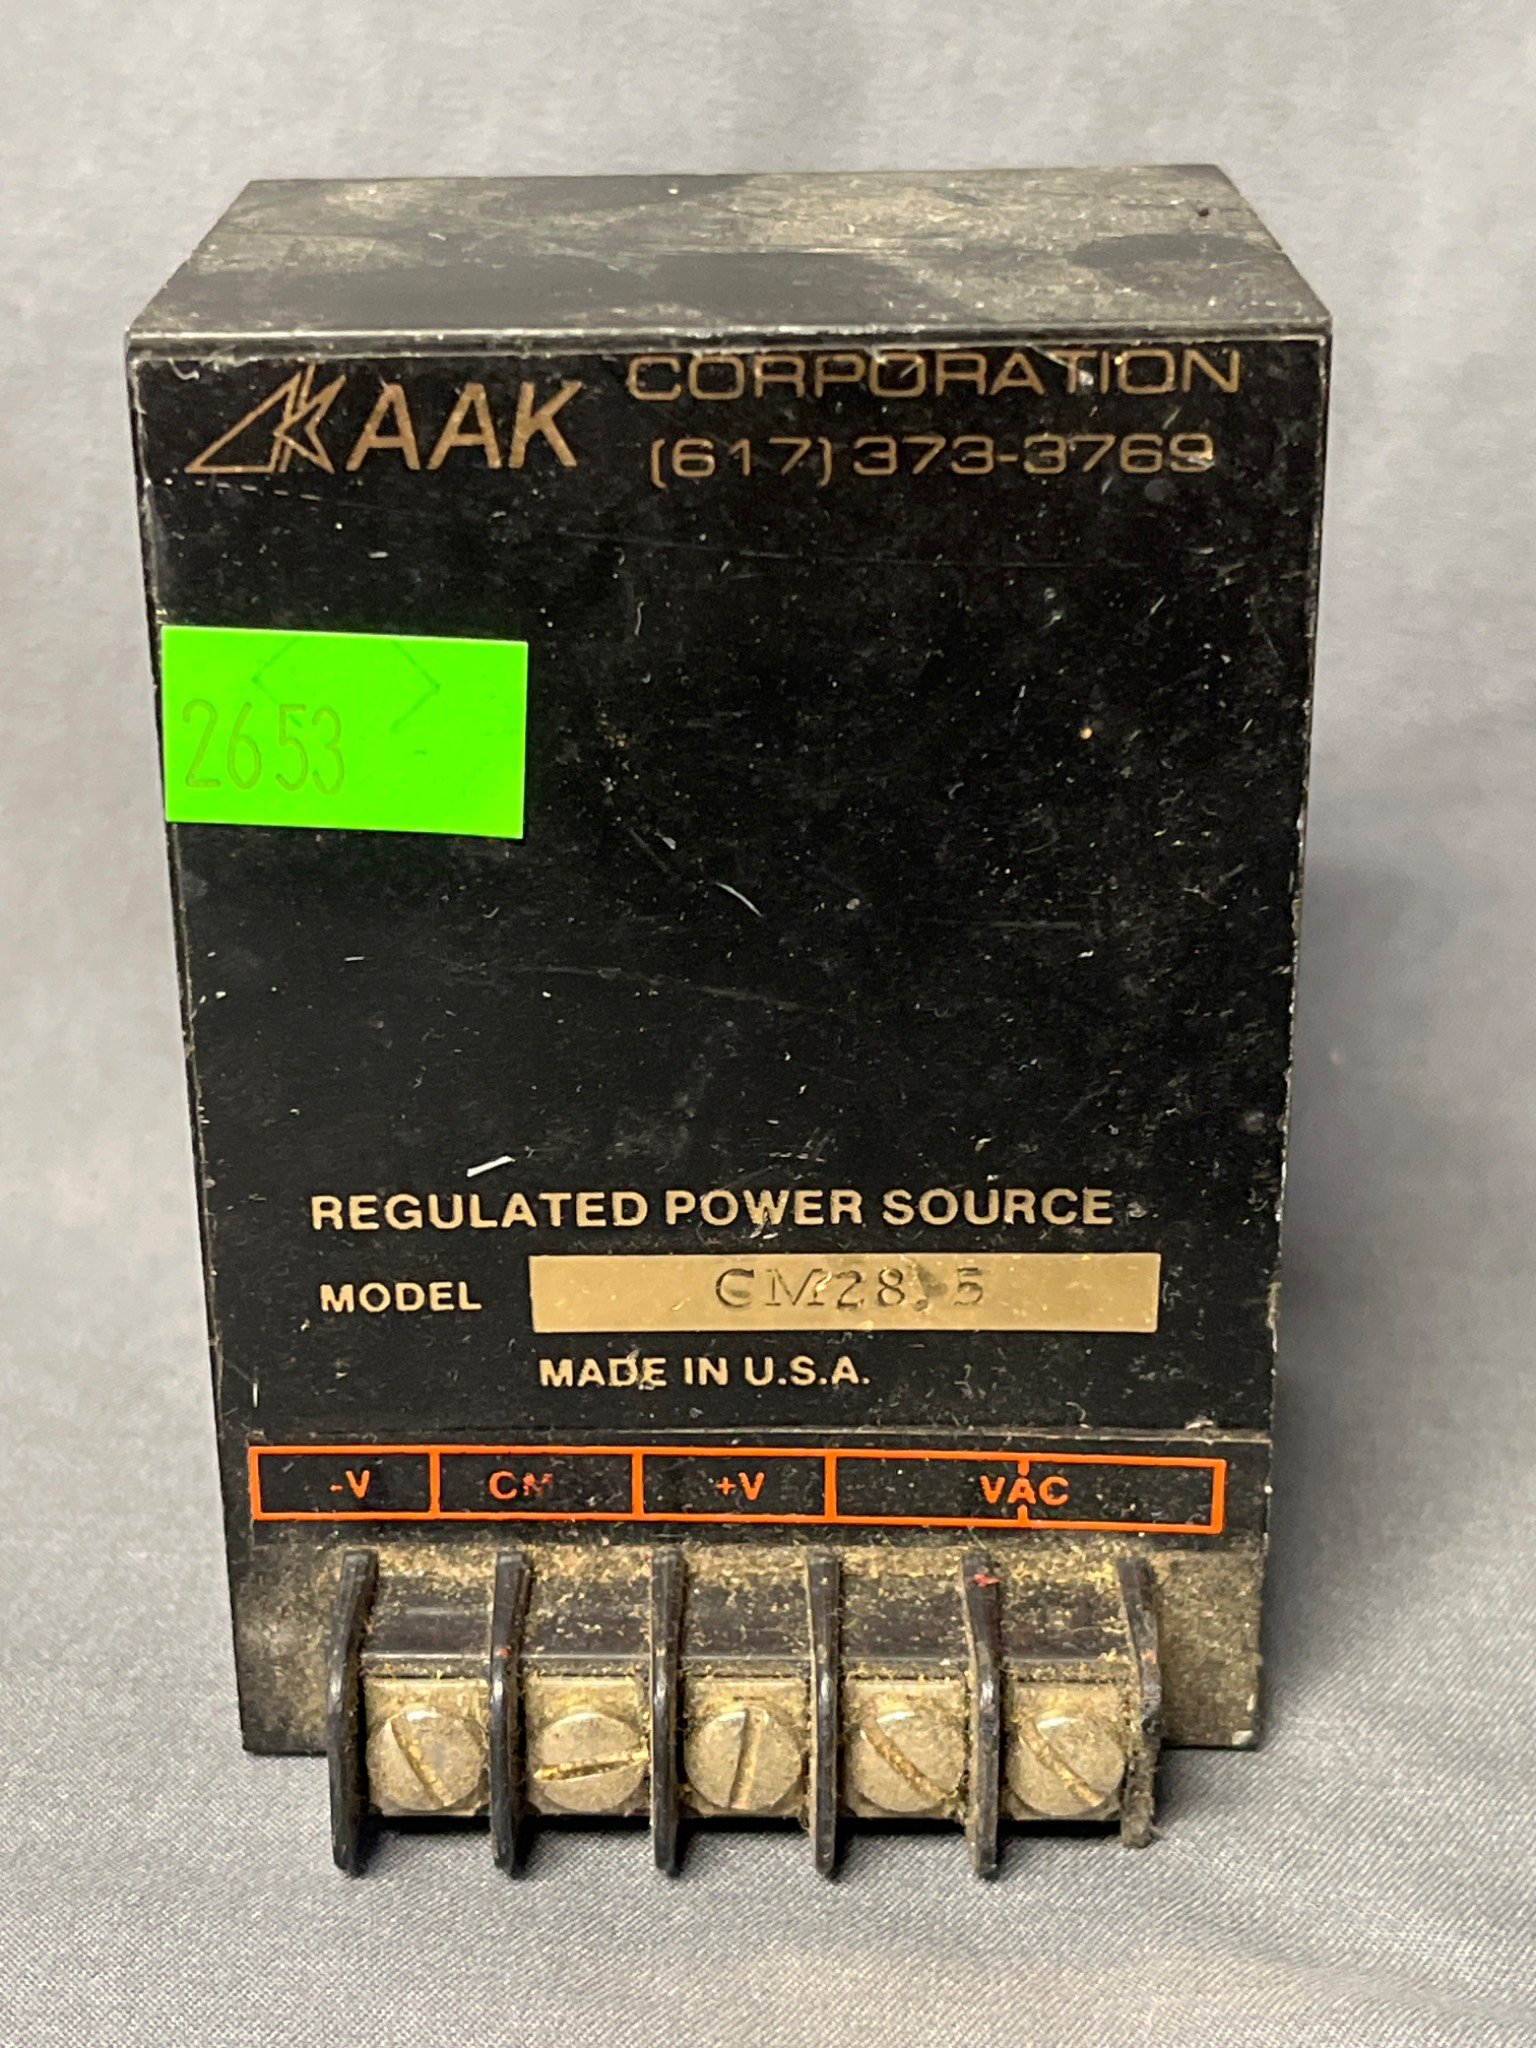 AAK CORPORATION
(617) 373-3769
2653
REGULATED POWER SOURCE
MODEL CM28.5
MADE IN U.S.A.
-V CM +V VAC